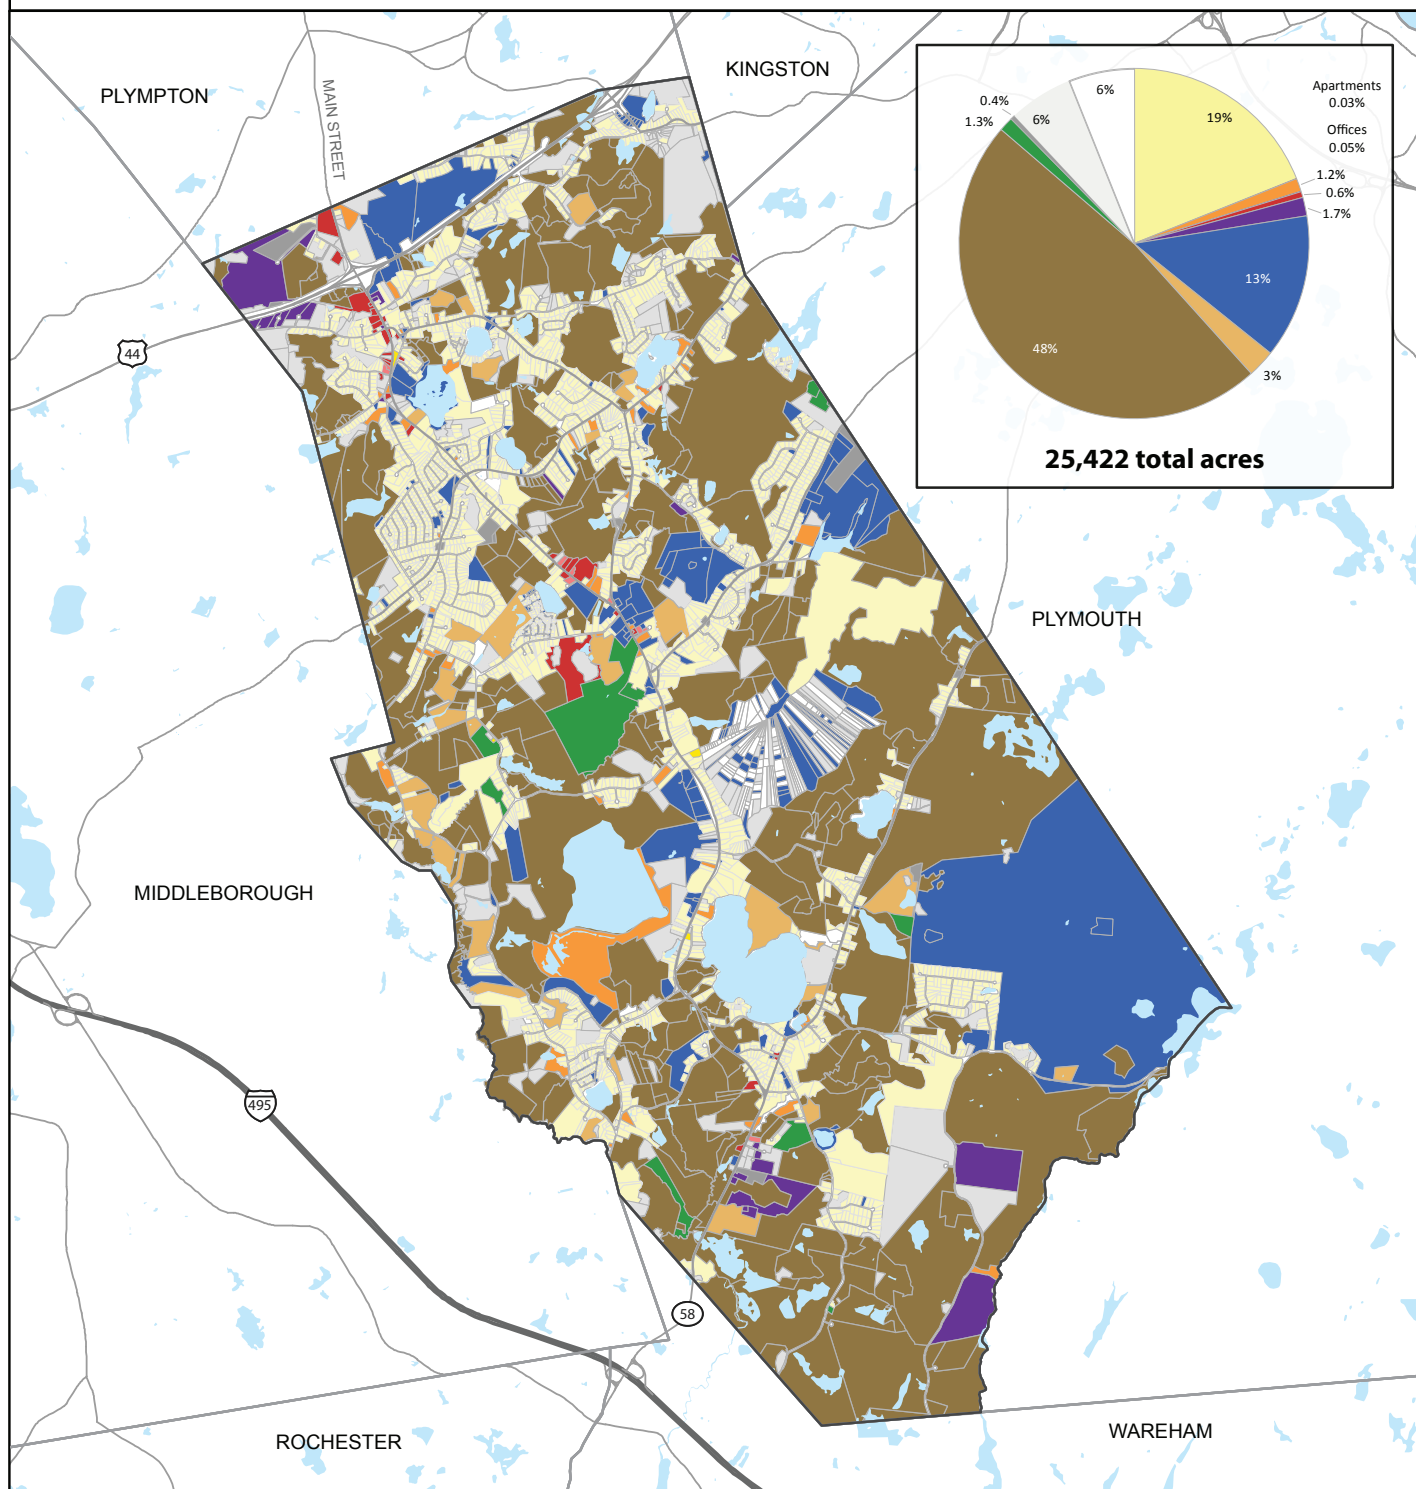 KINGSTON
PLYMPTON
MAIN STREET
44
6%
19%
Apartments
0.03%
Offices
0.05%
0.4%
6%
1.3%
1.2%
0.6%
1.7%
13%
48%
3%
25,422 total acres
PLYMOUTH
MIDDLEBOROUGH
495
58
ROCHESTER
WAREHAM